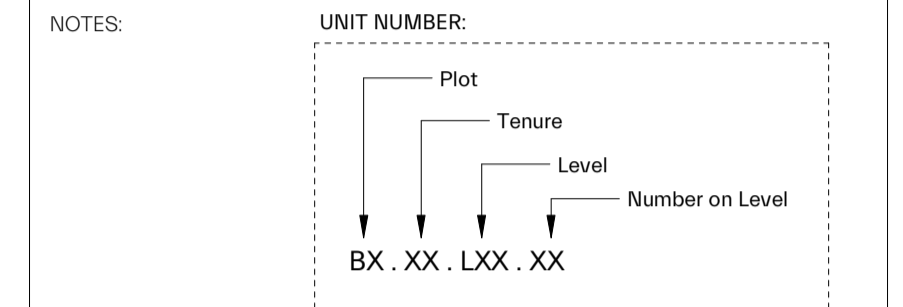 NOTES:
UNIT NUMBER:
Plot
Tenure
Level
Number on Level
BX . XX . LXX . XX